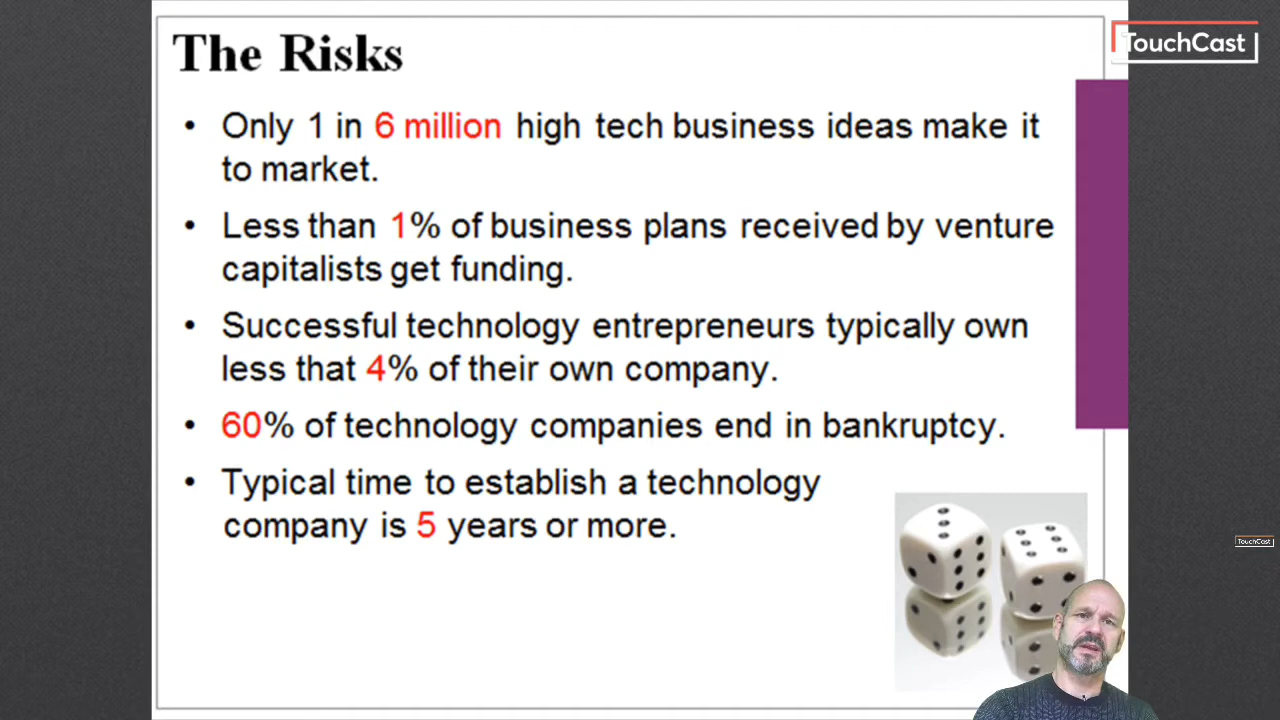 The Risks
TouchCast
• Only 1 in 6 million high tech business ideas make it
to market.
• Less than 1% of business plans received by venture
capitalists get funding.
• Successful technology entrepreneurs typically own
less that 4% of their own company.
• 60% of technology companies end in bankruptcy.
• Typical time to establish a technology
company is 5 years or more.
TouchCast